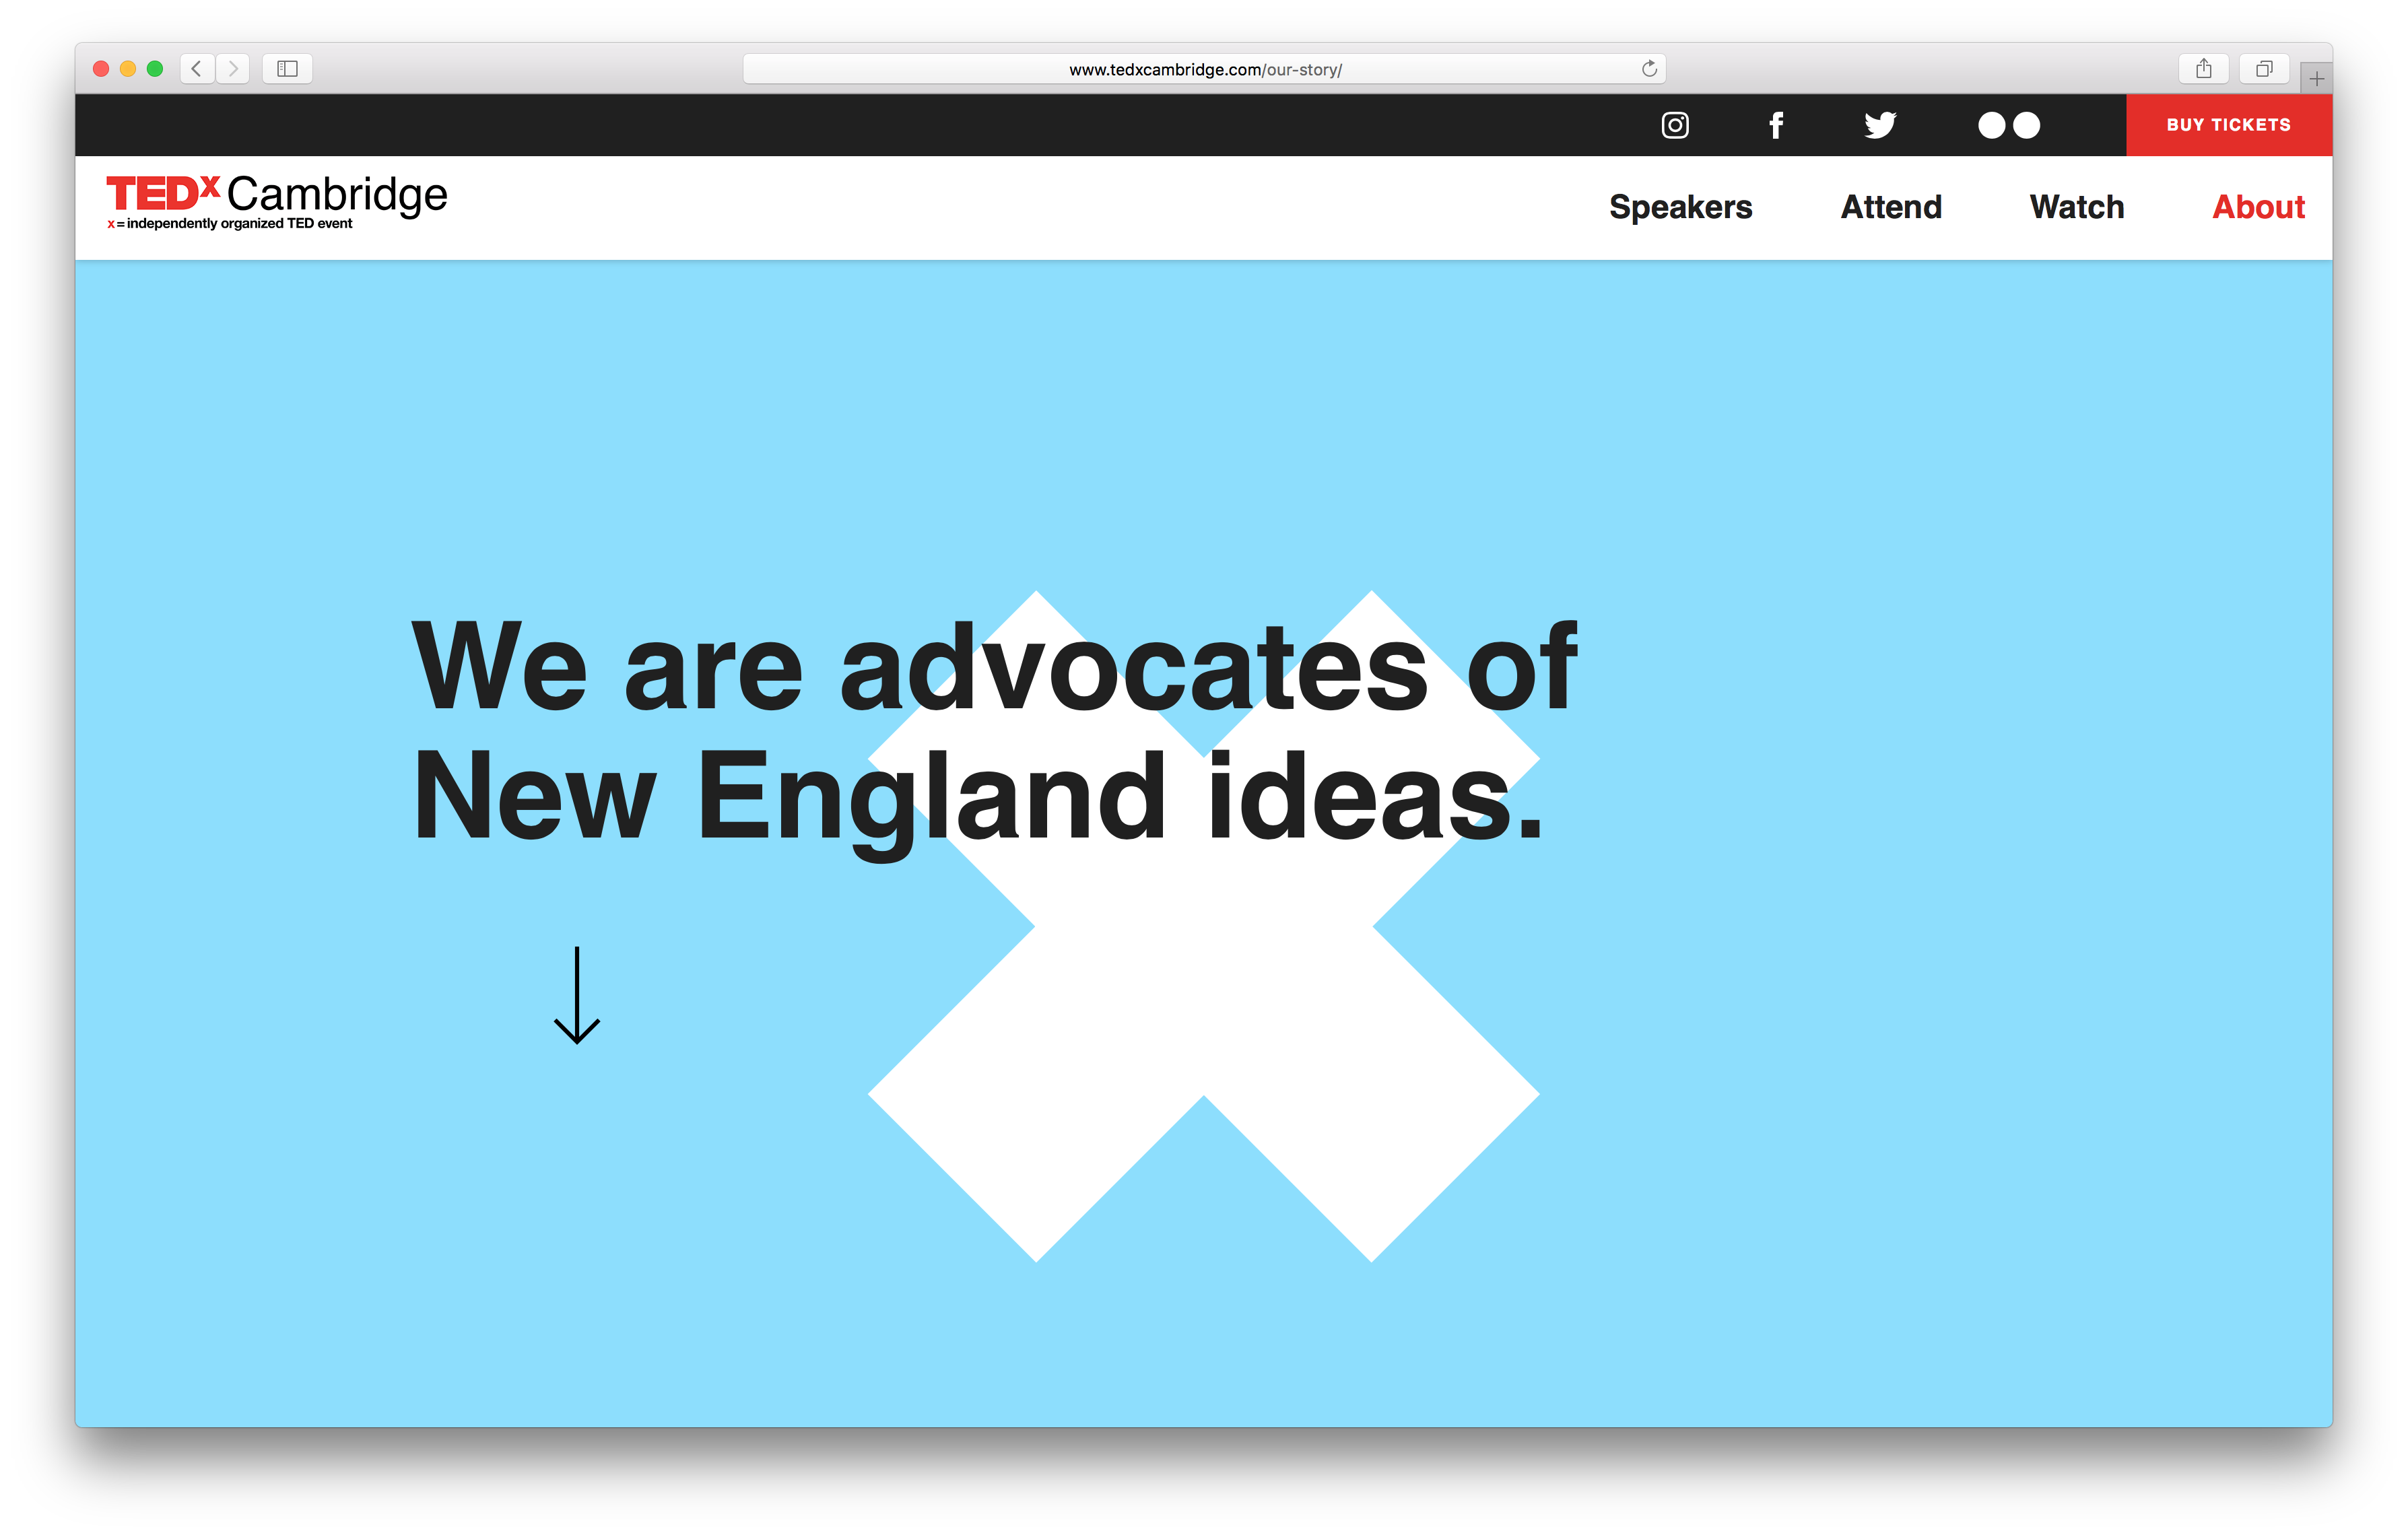 www.tedxcambridge.com/our-story/
BUY TICKETS
TEDx Cambridge
x = independently organized TED event
Speakers Attend Watch About
We are advocates of
New England ideas.